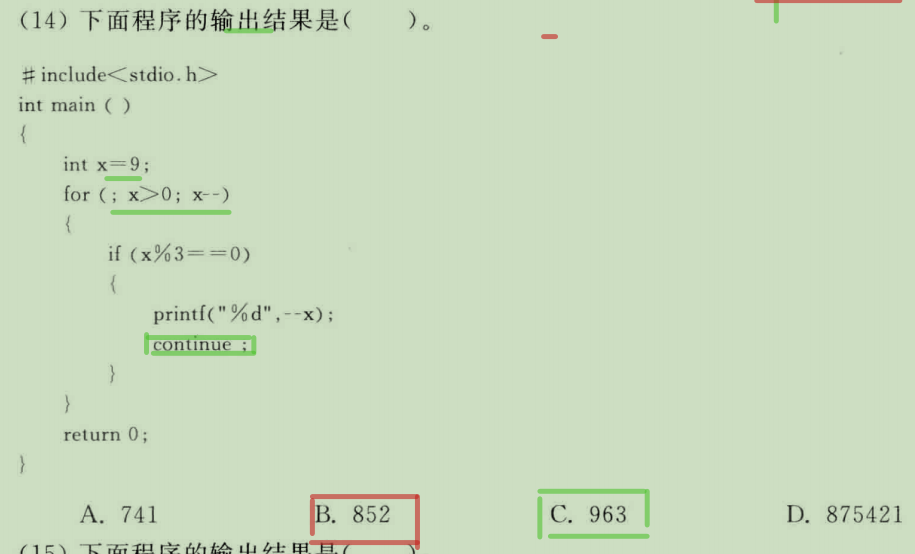 (14) 下面程序的输出结果是(    )。
#include<stdio.h>
int main ( )
{
int x=9;
for (; x>0; x--)
{
if (x%3==0)
{
printf("%d",--x);
continue ;
}
}
return 0;
}
A. 741    B. 852    C. 963    D. 875421
(15) 下面程序的输出结果是(    )